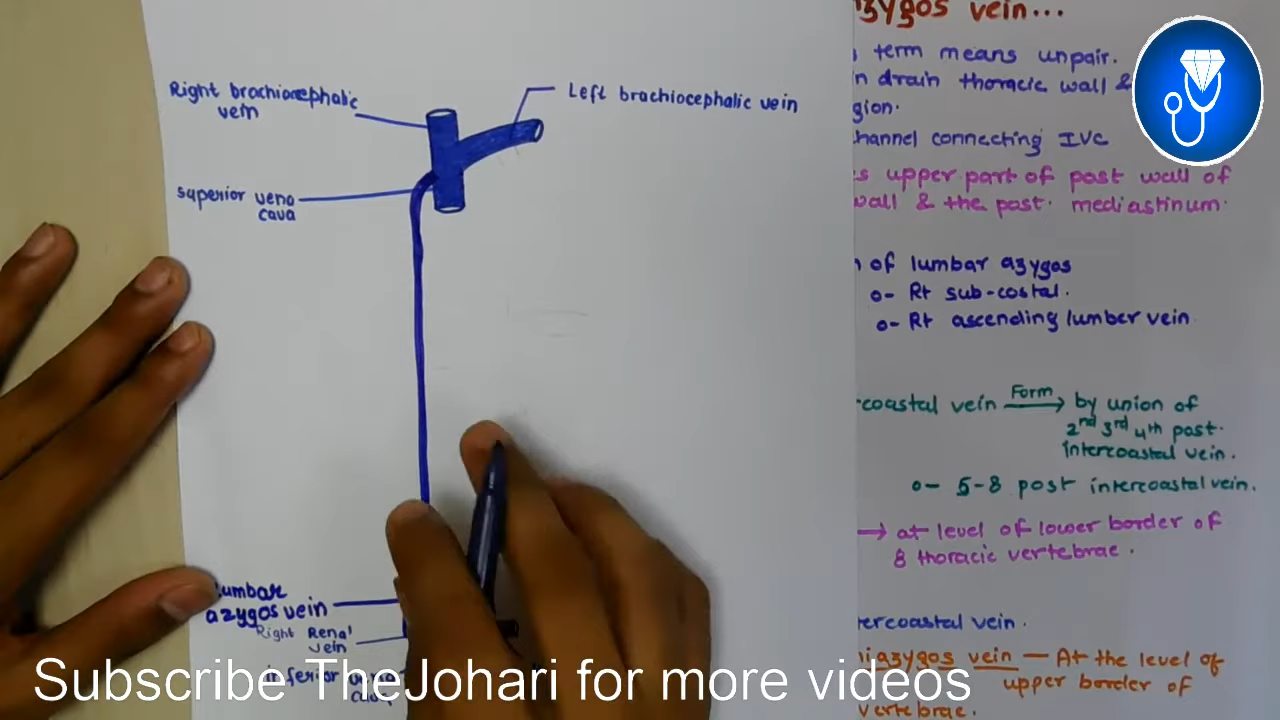 Right brachiocephalic
vein
Left brachiocephalic vein
superior vena
cava
azygos vein
Right Renal
vein
azygos vein...
term means unpair.
drain thoracic wall &
channel connecting IVC
upper part of post wall of
wall & the post. mediastinum.
of lumbar azygos
o- Rt sub-costal.
o- Rt ascending lumber vein
coastal vein Form → by union of
2nd 3rd 4th post.
intercoastal vein.
o- 5-8 post intercoastal vein.
→ at level of lower border of
8 thoracic vertebrae.
ercoastal vein.
azygos vein — At the level of
upper border of
vertebrae.
Subscribe TheJohari for more videos